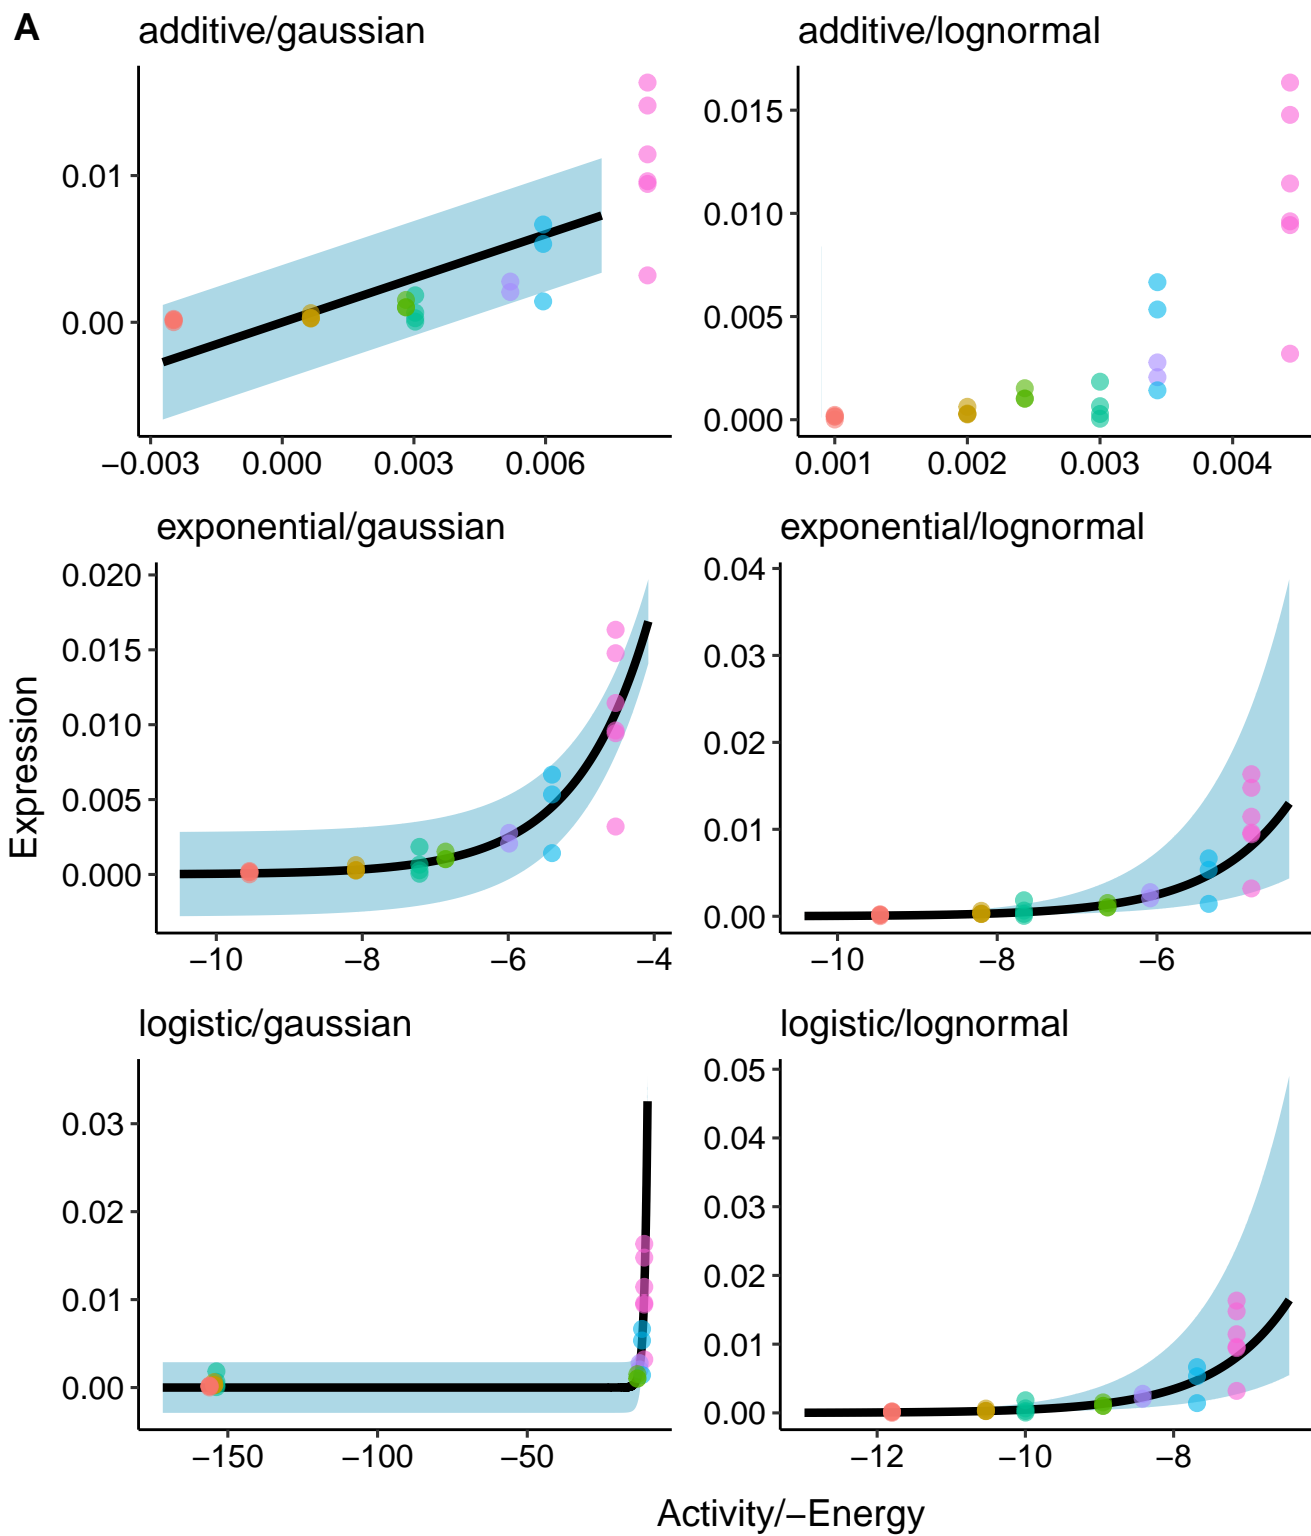 A
additive/gaussian
additive/lognormal
0.01
0.00
−0.003 0.000 0.003 0.006
0.015
0.010
0.005
0.000
0.001 0.002 0.003 0.004
exponential/gaussian
exponential/lognormal
0.020
0.015
0.010
0.005
0.000
−10 −8 −6 −4
0.04
0.03
0.02
0.01
0.00
−10 −8 −6
Expression
logistic/gaussian
logistic/lognormal
0.03
0.02
0.01
0.00
−150 −100 −50
0.05
0.04
0.03
0.02
0.01
0.00
−12 −10 −8
Activity/−Energy